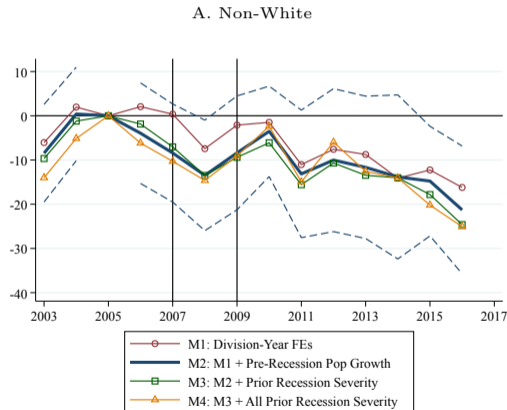 A. Non-White
10
0
-10
-20
-30
-40
2003 2005 2007 2009 2011 2013 2015 2017
M1: Division-Year FEs
M2: M1 + Pre-Recession Pop Growth
M3: M2 + Prior Recession Severity
M4: M3 + All Prior Recession Severity